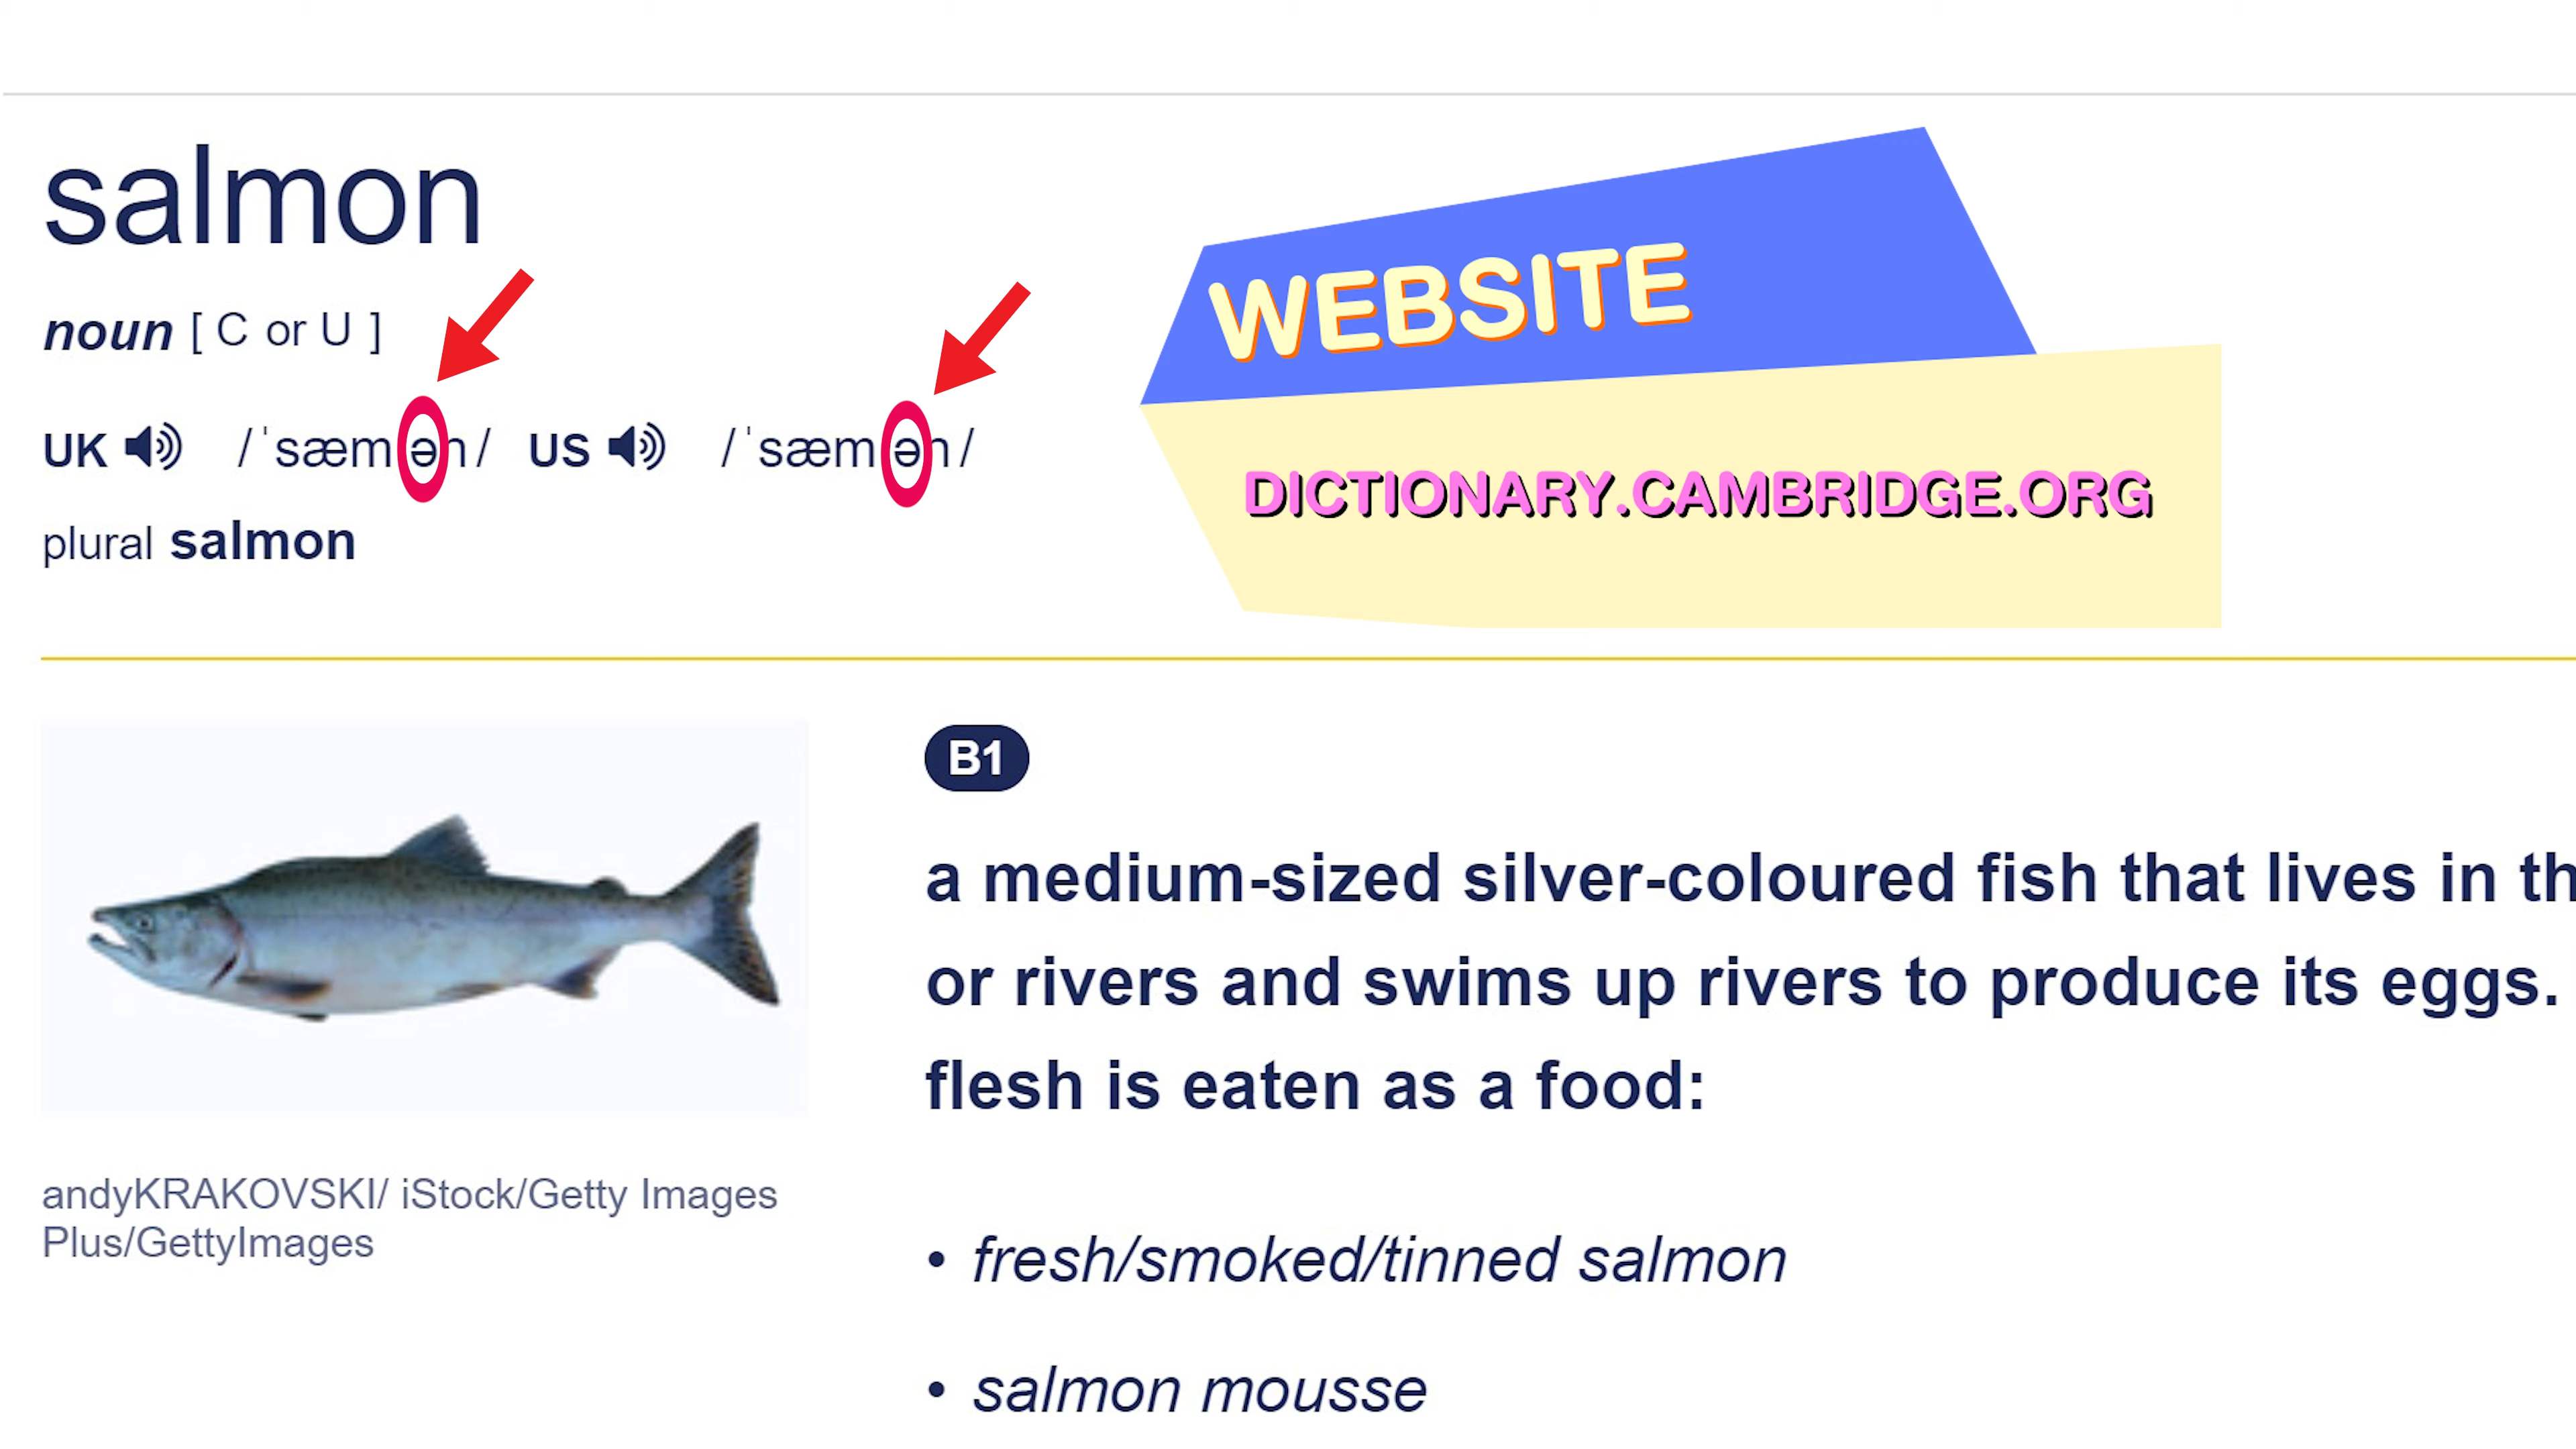 salmon
noun [ C or U ]
UK /ˈsæmən/ US /ˈsæmən/
plural salmon
WEBSITE
DICTIONARY.CAMBRIDGE.ORG
B1
a medium-sized silver-coloured fish that lives in th
or rivers and swims up rivers to produce its eggs.
flesh is eaten as a food:
• fresh/smoked/tinned salmon
• salmon mousse
andyKRAKOVSKI/ iStock/Getty Images
Plus/GettyImages